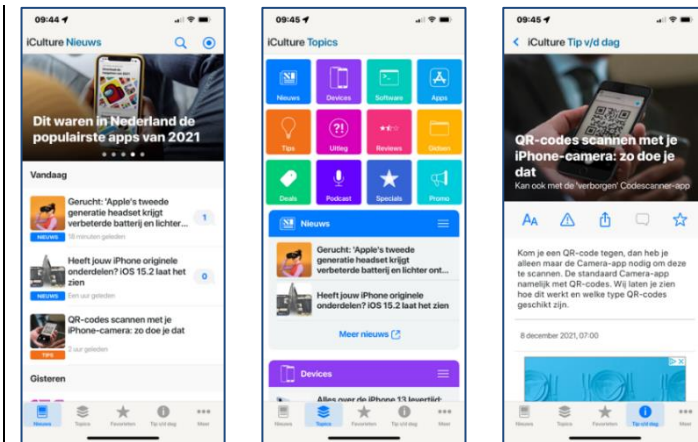 09:44
iCulture Nieuws
Dit waren in Nederland de
populairste apps van 2021
Vandaag
Gerucht: 'Apple's tweede
generatie headset krijgt
verbeterde batterij en lichter...
1
NIEUWS
18 minuten geleden
Heeft jouw iPhone originele
onderdelen? iOS 15.2 laat het
zien
0
NIEUWS
Een uur geleden
QR-codes scannen met je
iPhone-camera: zo doe je dat
TIPS
2 uur geleden
Gisteren
Nieuws
Topics
Favorieten
Tip v/d dag
Meer
09:45
iCulture Topics
Nieuws
Devices
Software
Apps
Tips
?!
Uitleg
Reviews
Gidsen
Deals
Podcast
Specials
Promo
Nieuws
Gerucht: 'Apple's tweede
generatie headset krijgt
verbeterde batterij en lichter ont...
Heeft jouw iPhone originele
onderdelen? iOS 15.2 laat het zien
Meer nieuws
Devices
Alles over de iPhone 13 levertijd:
Nieuws
Topics
Favorieten
Tip v/d dag
Meer
09:45
iCulture Tip v/d dag
QR-codes scannen met je
iPhone-camera: zo doe je
dat
Kan ook met de 'verborgen' Codescanner-app
AA
Kom je een QR-code tegen, dan heb je
alleen maar de Camera-app nodig om deze
te scannen. De standaard Camera-app
namelijk met QR-codes. Wij laten je zien
hoe dit werkt en welke type QR-codes
geschikt zijn.
8 december 2021, 07:00
Nieuws
Topics
Favorieten
Tip v/d dag
Meer